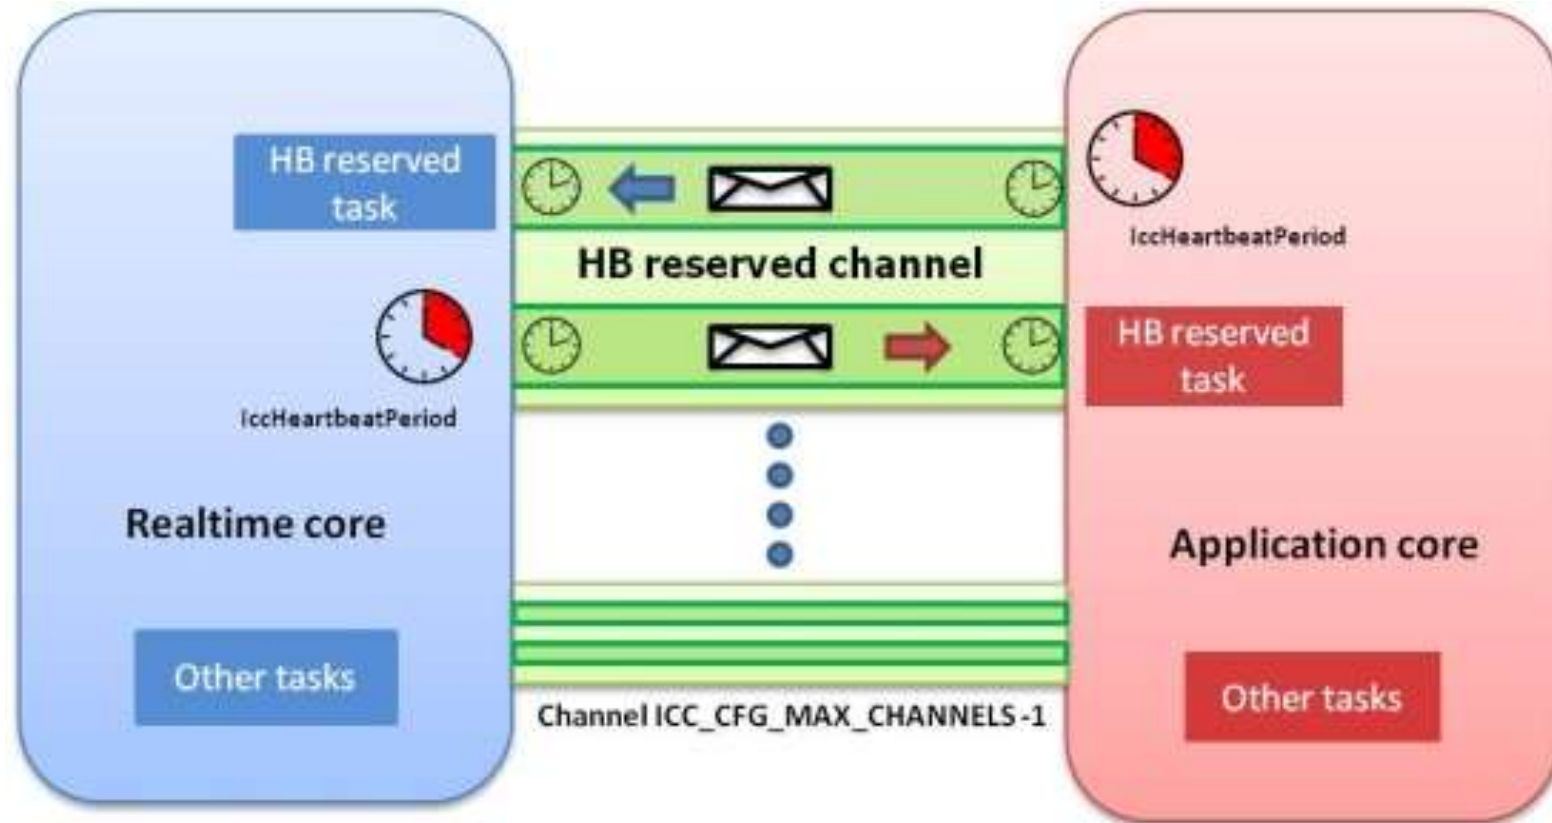 HB reserved
task
IccHeartbeatPeriod
HB reserved channel
IccHeartbeatPeriod
HB reserved
task
Realtime core
Application core
Other tasks
Other tasks
Channel ICC_CFG_MAX_CHANNELS -1